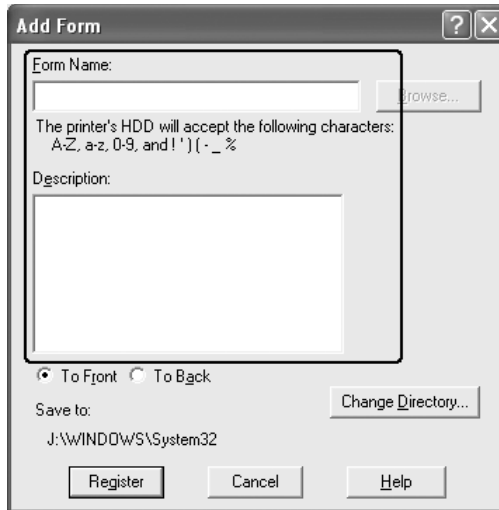 Add Form
Form Name:
Browse...
The printer's HDD will accept the following characters:
A-Z, a-z, 0-9, and ! ' ) ( - _ %
Description:
To Front To Back
Change Directory...
Save to:
J:\WINDOWS\System32
Register Cancel Help